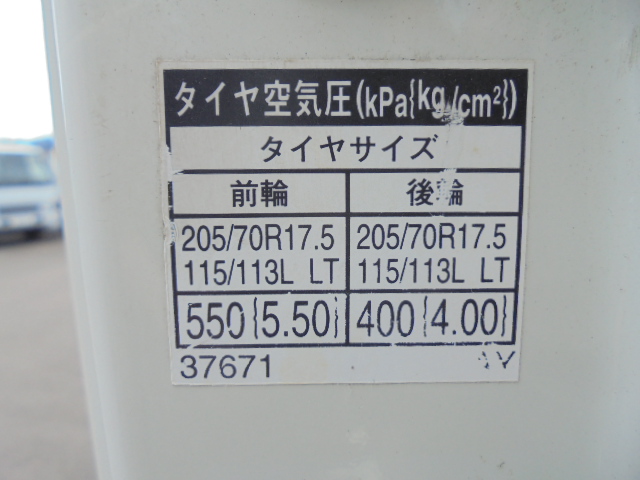 タイヤ空気圧(kPa{kg/cm²})
タイヤサイズ
前輪 後輪
205/70R17.5 205/70R17.5
115/113L LT 115/113L LT
550{5.50} 400{4.00}
37671